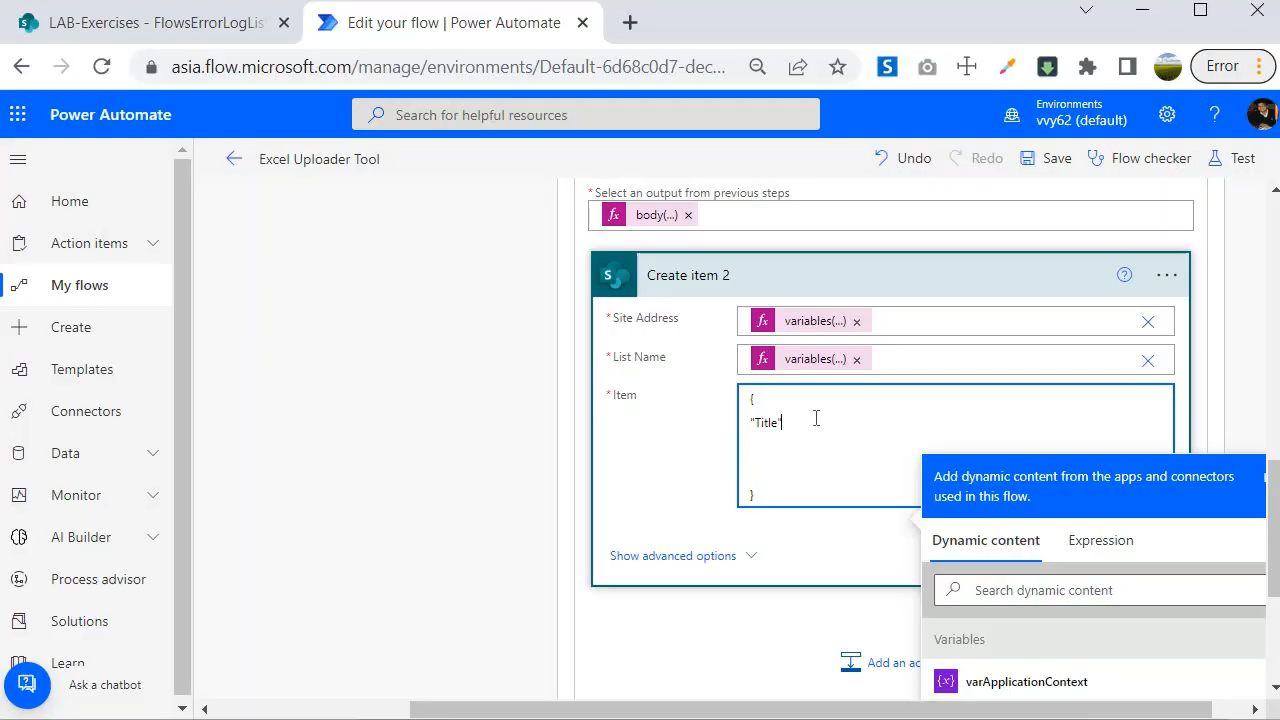 LAB-Exercises - FlowsErrorLogLis
Edit your flow | Power Automate
asia.flow.microsoft.com/manage/environments/Default-6d68c0d7-dec...
S
Error
Power Automate
Search for helpful resources
Environments
vvy62 (default)
Excel Uploader Tool
Undo
Redo
Save
Flow checker
Test
Home
Action items
My flows
Create
Templates
Connectors
Data
Monitor
AI Builder
Process advisor
Solutions
Learn
Ask a chatbot
* Select an output from previous steps
fx body(...) ×
S Create item 2
* Site Address
fx variables(...) ×
* List Name
fx variables(...) ×
* Item
{
"Title"
}
Show advanced options
Add an ac
Add dynamic content from the apps and connectors
used in this flow.
Dynamic content
Expression
Search dynamic content
Variables
{x} varApplicationContext